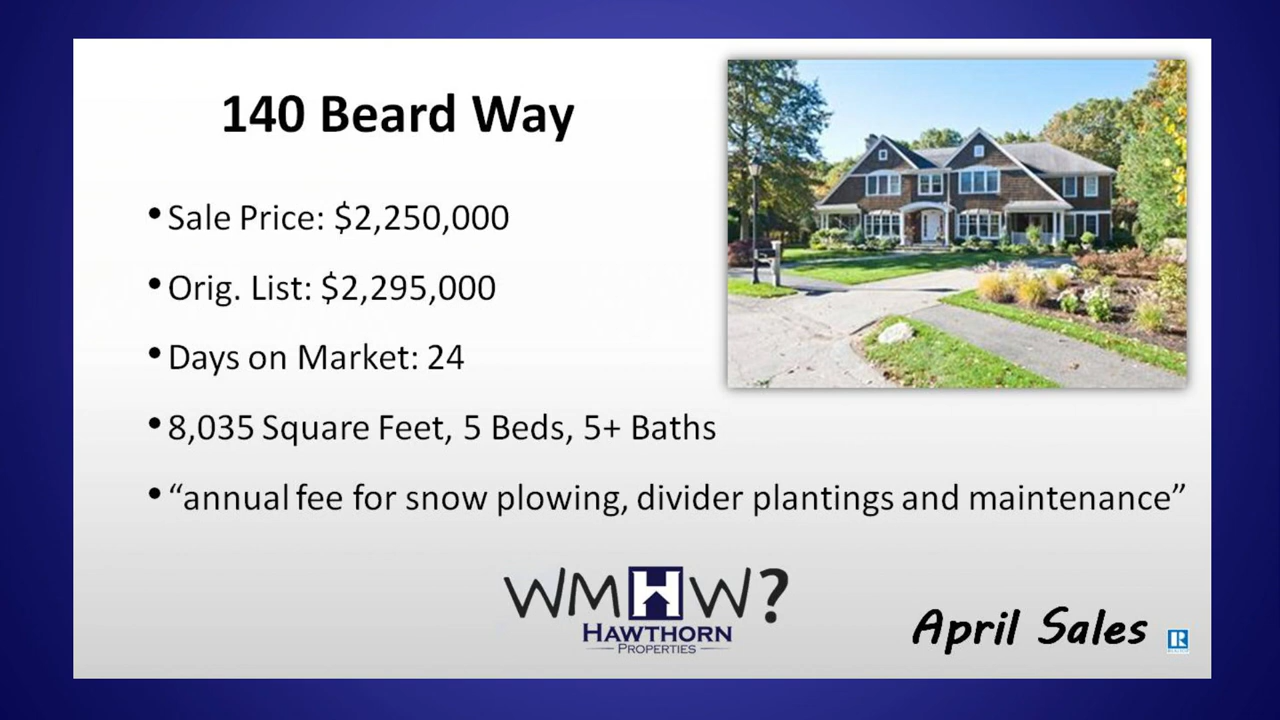 140 Beard Way
• Sale Price: $2,250,000
• Orig. List: $2,295,000
• Days on Market: 24
• 8,035 Square Feet, 5 Beds, 5+ Baths
• “annual fee for snow plowing, divider plantings and maintenance”
WMHW?
HAWTHORN
PROPERTIES
April Sales
R